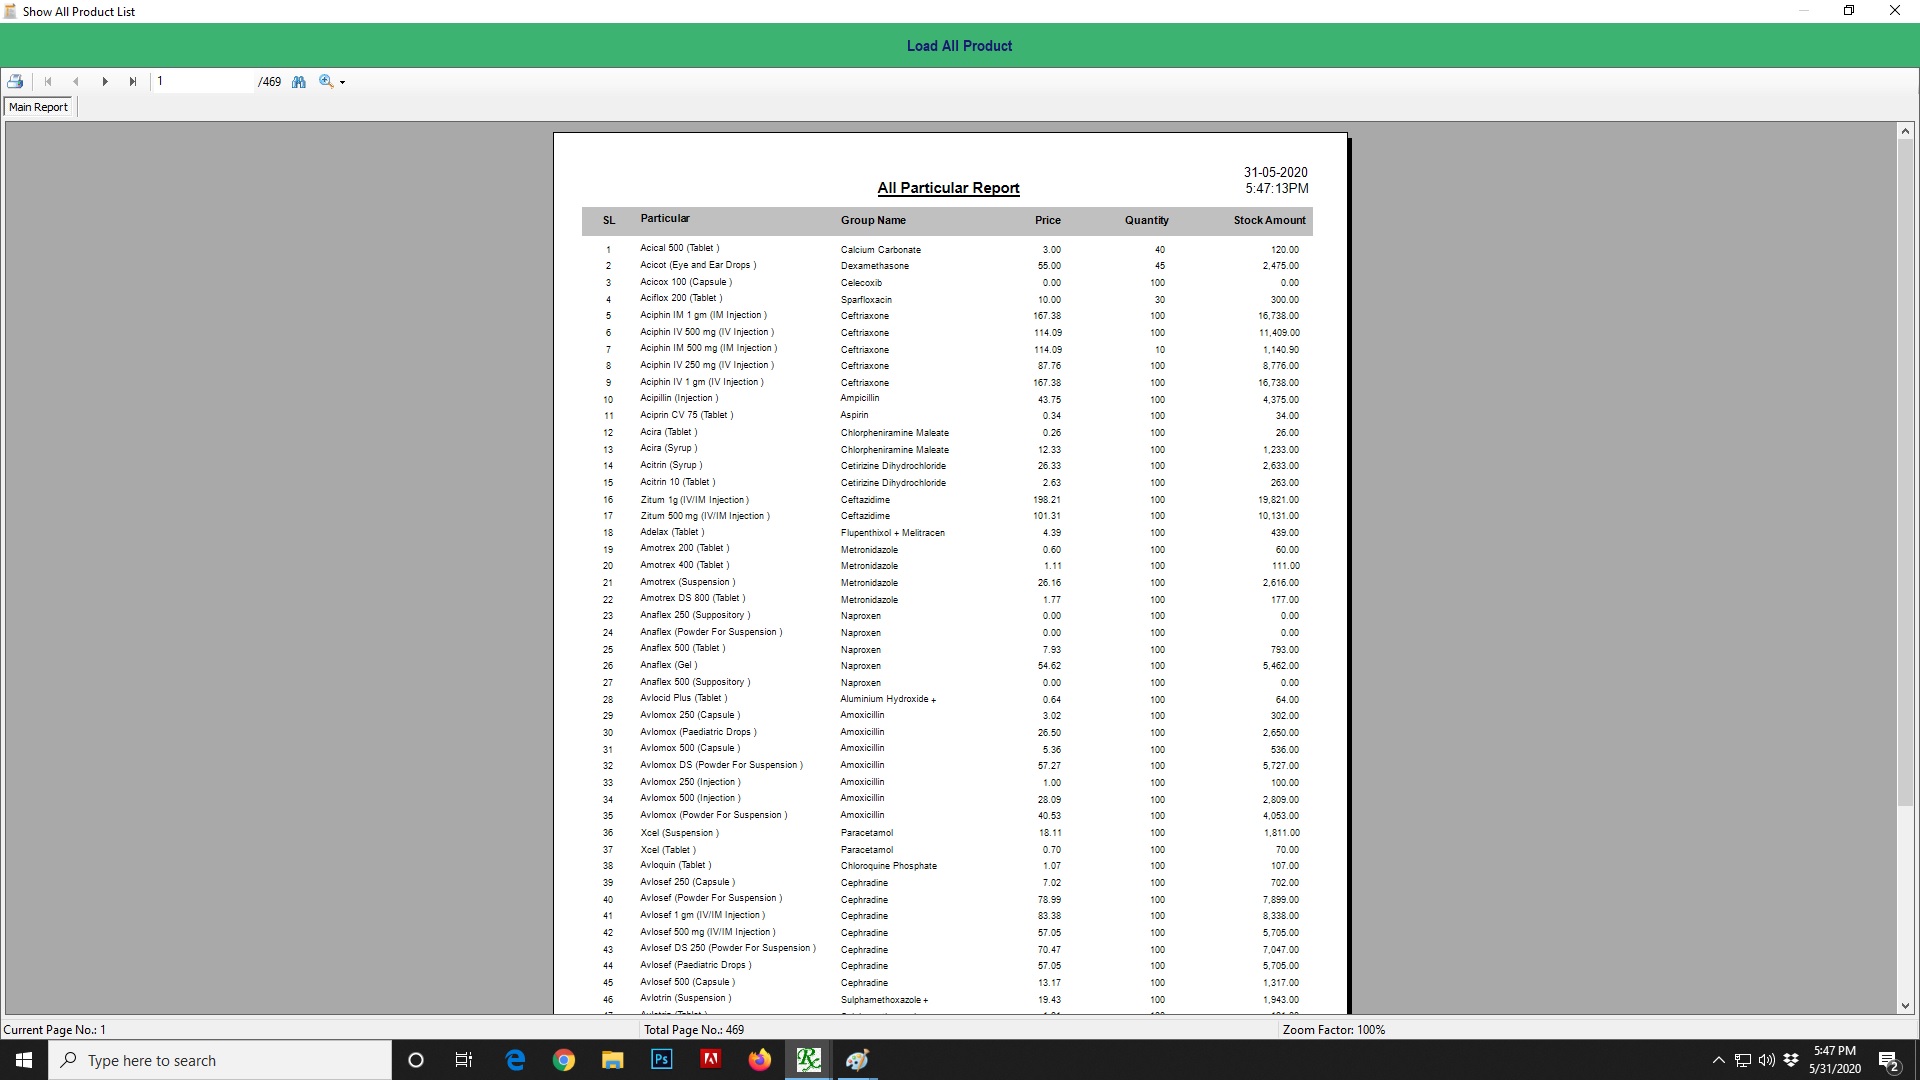 Show All Product List
Load All Product
1 /469
Main Report
31-05-2020
All Particular Report 5:47:13PM
SL Particular Group Name Price Quantity Stock Amount
1 Acical 500 (Tablet ) Calcium Carbonate 3.00 40 120.00
2 Acicot (Eye and Ear Drops ) Dexamethasone 55.00 45 2,475.00
3 Acicox 100 (Capsule ) Celecoxib 0.00 100 0.00
4 Aciflox 200 (Tablet ) Sparfloxacin 10.00 30 300.00
5 Aciphin IM 1 gm (IM Injection ) Ceftriaxone 167.38 100 16,738.00
6 Aciphin IV 500 mg (IV Injection ) Ceftriaxone 114.09 100 11,409.00
7 Aciphin IM 500 mg (IM Injection ) Ceftriaxone 114.09 10 1,140.90
8 Aciphin IV 250 mg (IV Injection ) Ceftriaxone 87.76 100 8,776.00
9 Aciphin IV 1 gm (IV Injection ) Ceftriaxone 167.38 100 16,738.00
10 Acipillin (Injection ) Ampicillin 43.75 100 4,375.00
11 Aciprin CV 75 (Tablet ) Aspirin 0.34 100 34.00
12 Acira (Tablet ) Chlorpheniramine Maleate 0.26 100 26.00
13 Acira (Syrup ) Chlorpheniramine Maleate 12.33 100 1,233.00
14 Acitrin (Syrup ) Cetirizine Dihydrochloride 26.33 100 2,633.00
15 Acitrin 10 (Tablet ) Cetirizine Dihydrochloride 2.63 100 263.00
16 Zitum 1g (IV/IM Injection ) Ceftazidime 198.21 100 19,821.00
17 Zitum 500 mg (IV/IM Injection ) Ceftazidime 101.31 100 10,131.00
18 Adelax (Tablet ) Flupenthixol + Melitracen 4.39 100 439.00
19 Amotrex 200 (Tablet ) Metronidazole 0.60 100 60.00
20 Amotrex 400 (Tablet ) Metronidazole 1.11 100 111.00
21 Amotrex (Suspension ) Metronidazole 26.16 100 2,616.00
22 Amotrex DS 800 (Tablet ) Metronidazole 1.77 100 177.00
23 Anaflex 250 (Suppository ) Naproxen 0.00 100 0.00
24 Anaflex (Powder For Suspension ) Naproxen 0.00 100 0.00
25 Anaflex 500 (Tablet ) Naproxen 7.93 100 793.00
26 Anaflex (Gel ) Naproxen 54.62 100 5,462.00
27 Anaflex 500 (Suppository ) Naproxen 0.00 100 0.00
28 Avlocid Plus (Tablet ) Aluminium Hydroxide + 0.64 100 64.00
29 Avlomox 250 (Capsule ) Amoxicillin 3.02 100 302.00
30 Avlomox (Paediatric Drops ) Amoxicillin 26.50 100 2,650.00
31 Avlomox 500 (Capsule ) Amoxicillin 5.36 100 536.00
32 Avlomox DS (Powder For Suspension ) Amoxicillin 57.27 100 5,727.00
33 Avlomox 250 (Injection ) Amoxicillin 1.00 100 100.00
34 Avlomox 500 (Injection ) Amoxicillin 28.09 100 2,809.00
35 Avlomox (Powder For Suspension ) Amoxicillin 40.53 100 4,053.00
36 Xcel (Suspension ) Paracetamol 18.11 100 1,811.00
37 Xcel (Tablet ) Paracetamol 0.70 100 70.00
38 Avloquin (Tablet ) Chloroquine Phosphate 1.07 100 107.00
39 Avlosef 250 (Capsule ) Cephradine 7.02 100 702.00
40 Avlosef (Powder For Suspension ) Cephradine 78.99 100 7,899.00
41 Avlosef 1 gm (IV/IM Injection ) Cephradine 83.38 100 8,338.00
42 Avlosef 500 mg (IV/IM Injection ) Cephradine 57.05 100 5,705.00
43 Avlosef DS 250 (Powder For Suspension ) Cephradine 70.47 100 7,047.00
44 Avlosef (Paediatric Drops ) Cephradine 57.05 100 5,705.00
45 Avlosef 500 (Capsule ) Cephradine 13.17 100 1,317.00
46 Avlotrin (Suspension ) Sulphamethoxazole + 19.43 100 1,943.00
Current Page No.: 1 Total Page No.: 469 Zoom Factor: 100%
Type here to search
Ps
Rx
5:47 PM
5/31/2020
2